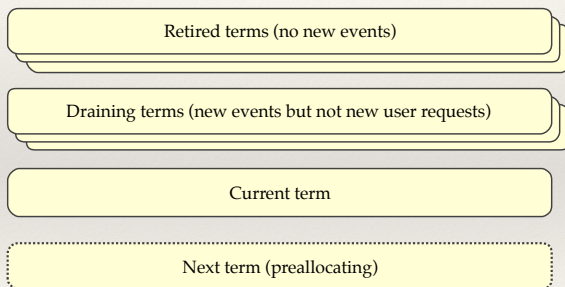 Retired terms (no new events)
Draining terms (new events but not new user requests)
Current term
Next term (preallocating)